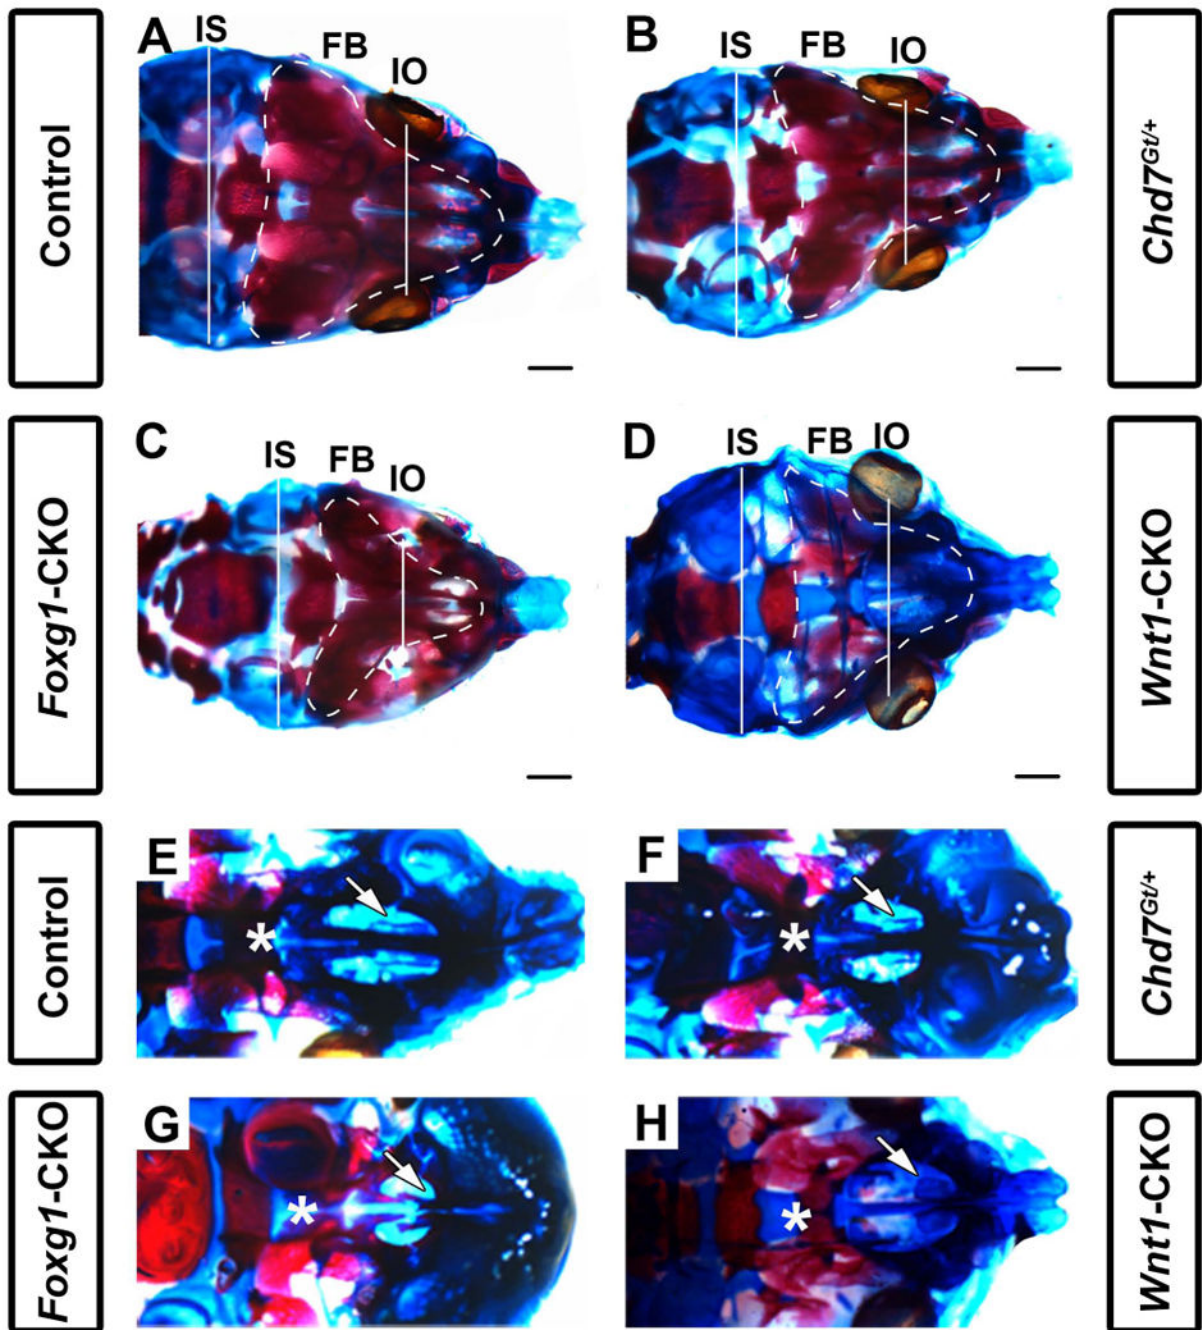 Control
A
IS
FB
IO
B
IS
FB
IO
Chd7Gt/+
Foxg1-CKO
C
IS
FB
IO
D
IS
FB
IO
Wnt1-CKO
Control
E
*
F
*
Chd7Gt/+
Foxg1-CKO
G
*
H
*
Wnt1-CKO